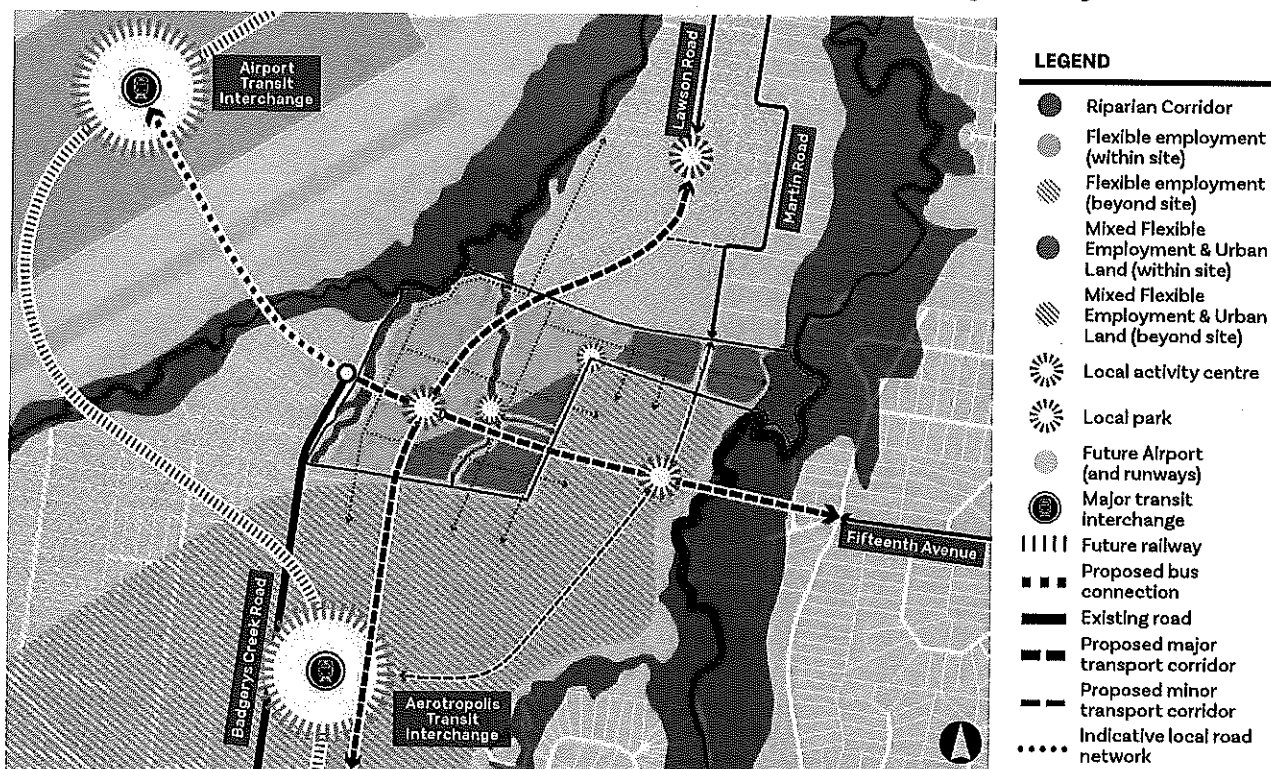 Airport
Transit
Interchange
Lawson Road
Martin Road
Fifteenth Avenue
Badgerys Creek Road
Aerotropolis
Transit
Interchange
LEGEND
Riparian Corridor
Flexible employment
(within site)
Flexible employment
(beyond site)
Mixed Flexible
Employment & Urban
Land (within site)
Mixed Flexible
Employment & Urban
Land (beyond site)
Local activity centre
Local park
Future Airport
(and runways)
Major transit
interchange
Future railway
Proposed bus
connection
Existing road
Proposed major
transport corridor
Proposed minor
transport corridor
Indicative local road
network